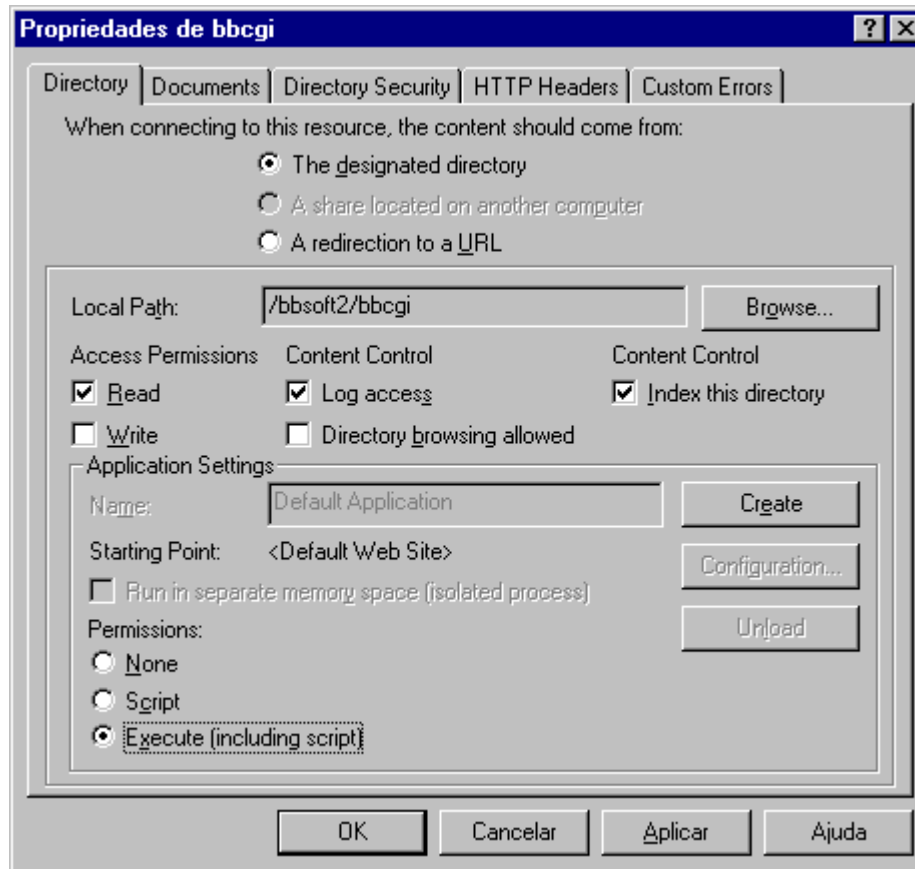 Propriedades de bbcgi
Directory Documents Directory Security HTTP Headers Custom Errors
When connecting to this resource, the content should come from:
The designated directory
A share located on another computer
A redirection to a URL
Local Path: /bbsoft2/bbcgi Browse...
Access Permissions Content Control Content Control
Read Log access Index this directory
Write Directory browsing allowed
Application Settings
Name: Default Application Create
Starting Point: <Default Web Site> Configuration...
Run in separate memory space (isolated process)
Permissions: Unload
None
Script
Execute (including script)
OK Cancelar Aplicar Ajuda